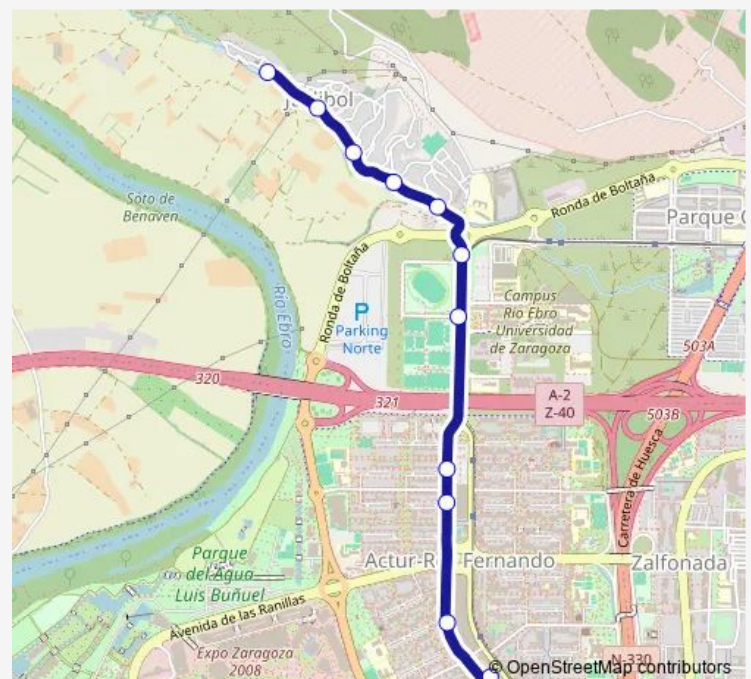 Soto de
Benaven
Río Ebro
Ronda de Boltaña
Ronda de Boltaña
P
Parking
Norte
Campus
Río Ebro
Universidad
de Zaragoza
503A
320
321
A-2
Z-40
503B
Carretera de Huesca
Parque
del Agua
Luis Buñuel
Avenida de las Ranillas
Expo Zaragoza
2008
Fernando
Zalfonada
N-330
© OpenStreetMap contributors